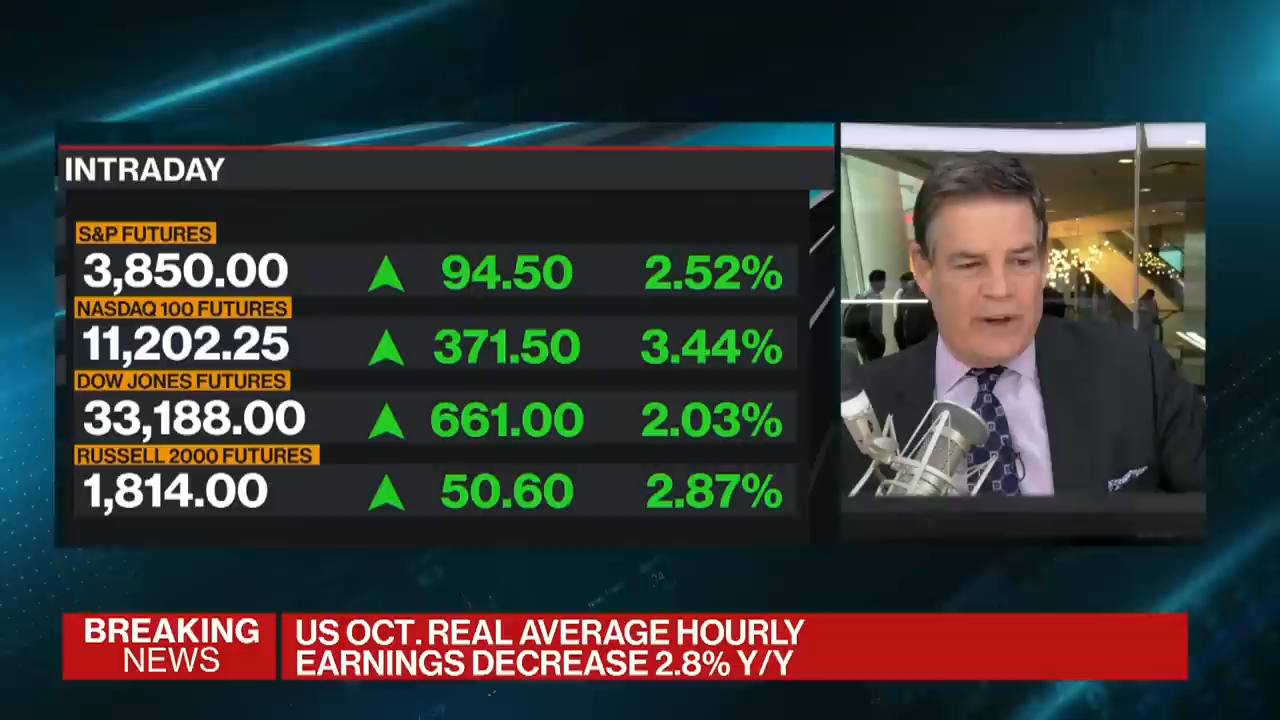 INTRADAY
S&P FUTURES
3,850.00 94.50 2.52%
NASDAQ 100 FUTURES
11,202.25 371.50 3.44%
DOW JONES FUTURES
33,188.00 661.00 2.03%
RUSSELL 2000 FUTURES
1,814.00 50.60 2.87%
BREAKING
NEWS
US OCT. REAL AVERAGE HOURLY
EARNINGS DECREASE 2.8% Y/Y